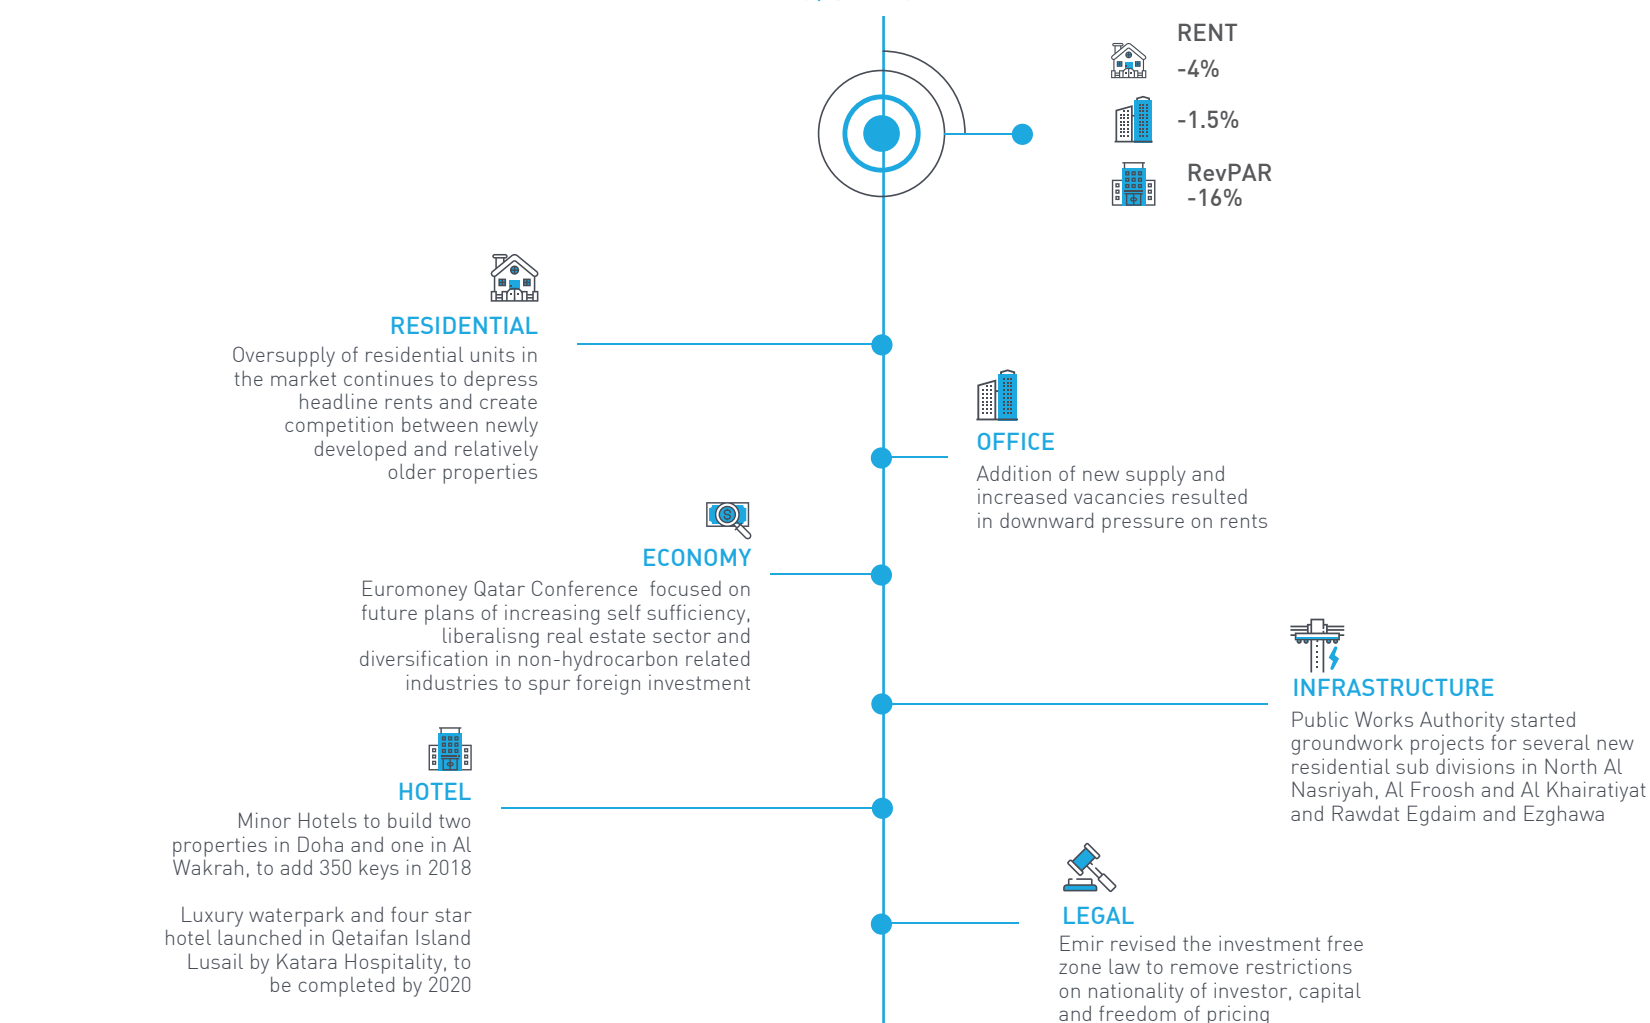 RENT
-4%
-1.5%
RevPAR
-16%
RESIDENTIAL
Oversupply of residential units in
the market continues to depress
headline rents and create
competition between newly
developed and relatively
older properties
OFFICE
Addition of new supply and
increased vacancies resulted
in downward pressure on rents
ECONOMY
Euromoney Qatar Conference focused on
future plans of increasing self sufficiency,
liberalisng real estate sector and
diversification in non-hydrocarbon related
industries to spur foreign investment
INFRASTRUCTURE
Public Works Authority started
groundwork projects for several new
residential sub divisions in North Al
Nasriyah, Al Froosh and Al Khairatiyat
and Rawdat Egdaim and Ezghawa
HOTEL
Minor Hotels to build two
properties in Doha and one in Al
Wakrah, to add 350 keys in 2018
Luxury waterpark and four star
hotel launched in Qetaifan Island
Lusail by Katara Hospitality, to
be completed by 2020
LEGAL
Emir revised the investment free
zone law to remove restrictions
on nationality of investor, capital
and freedom of pricing